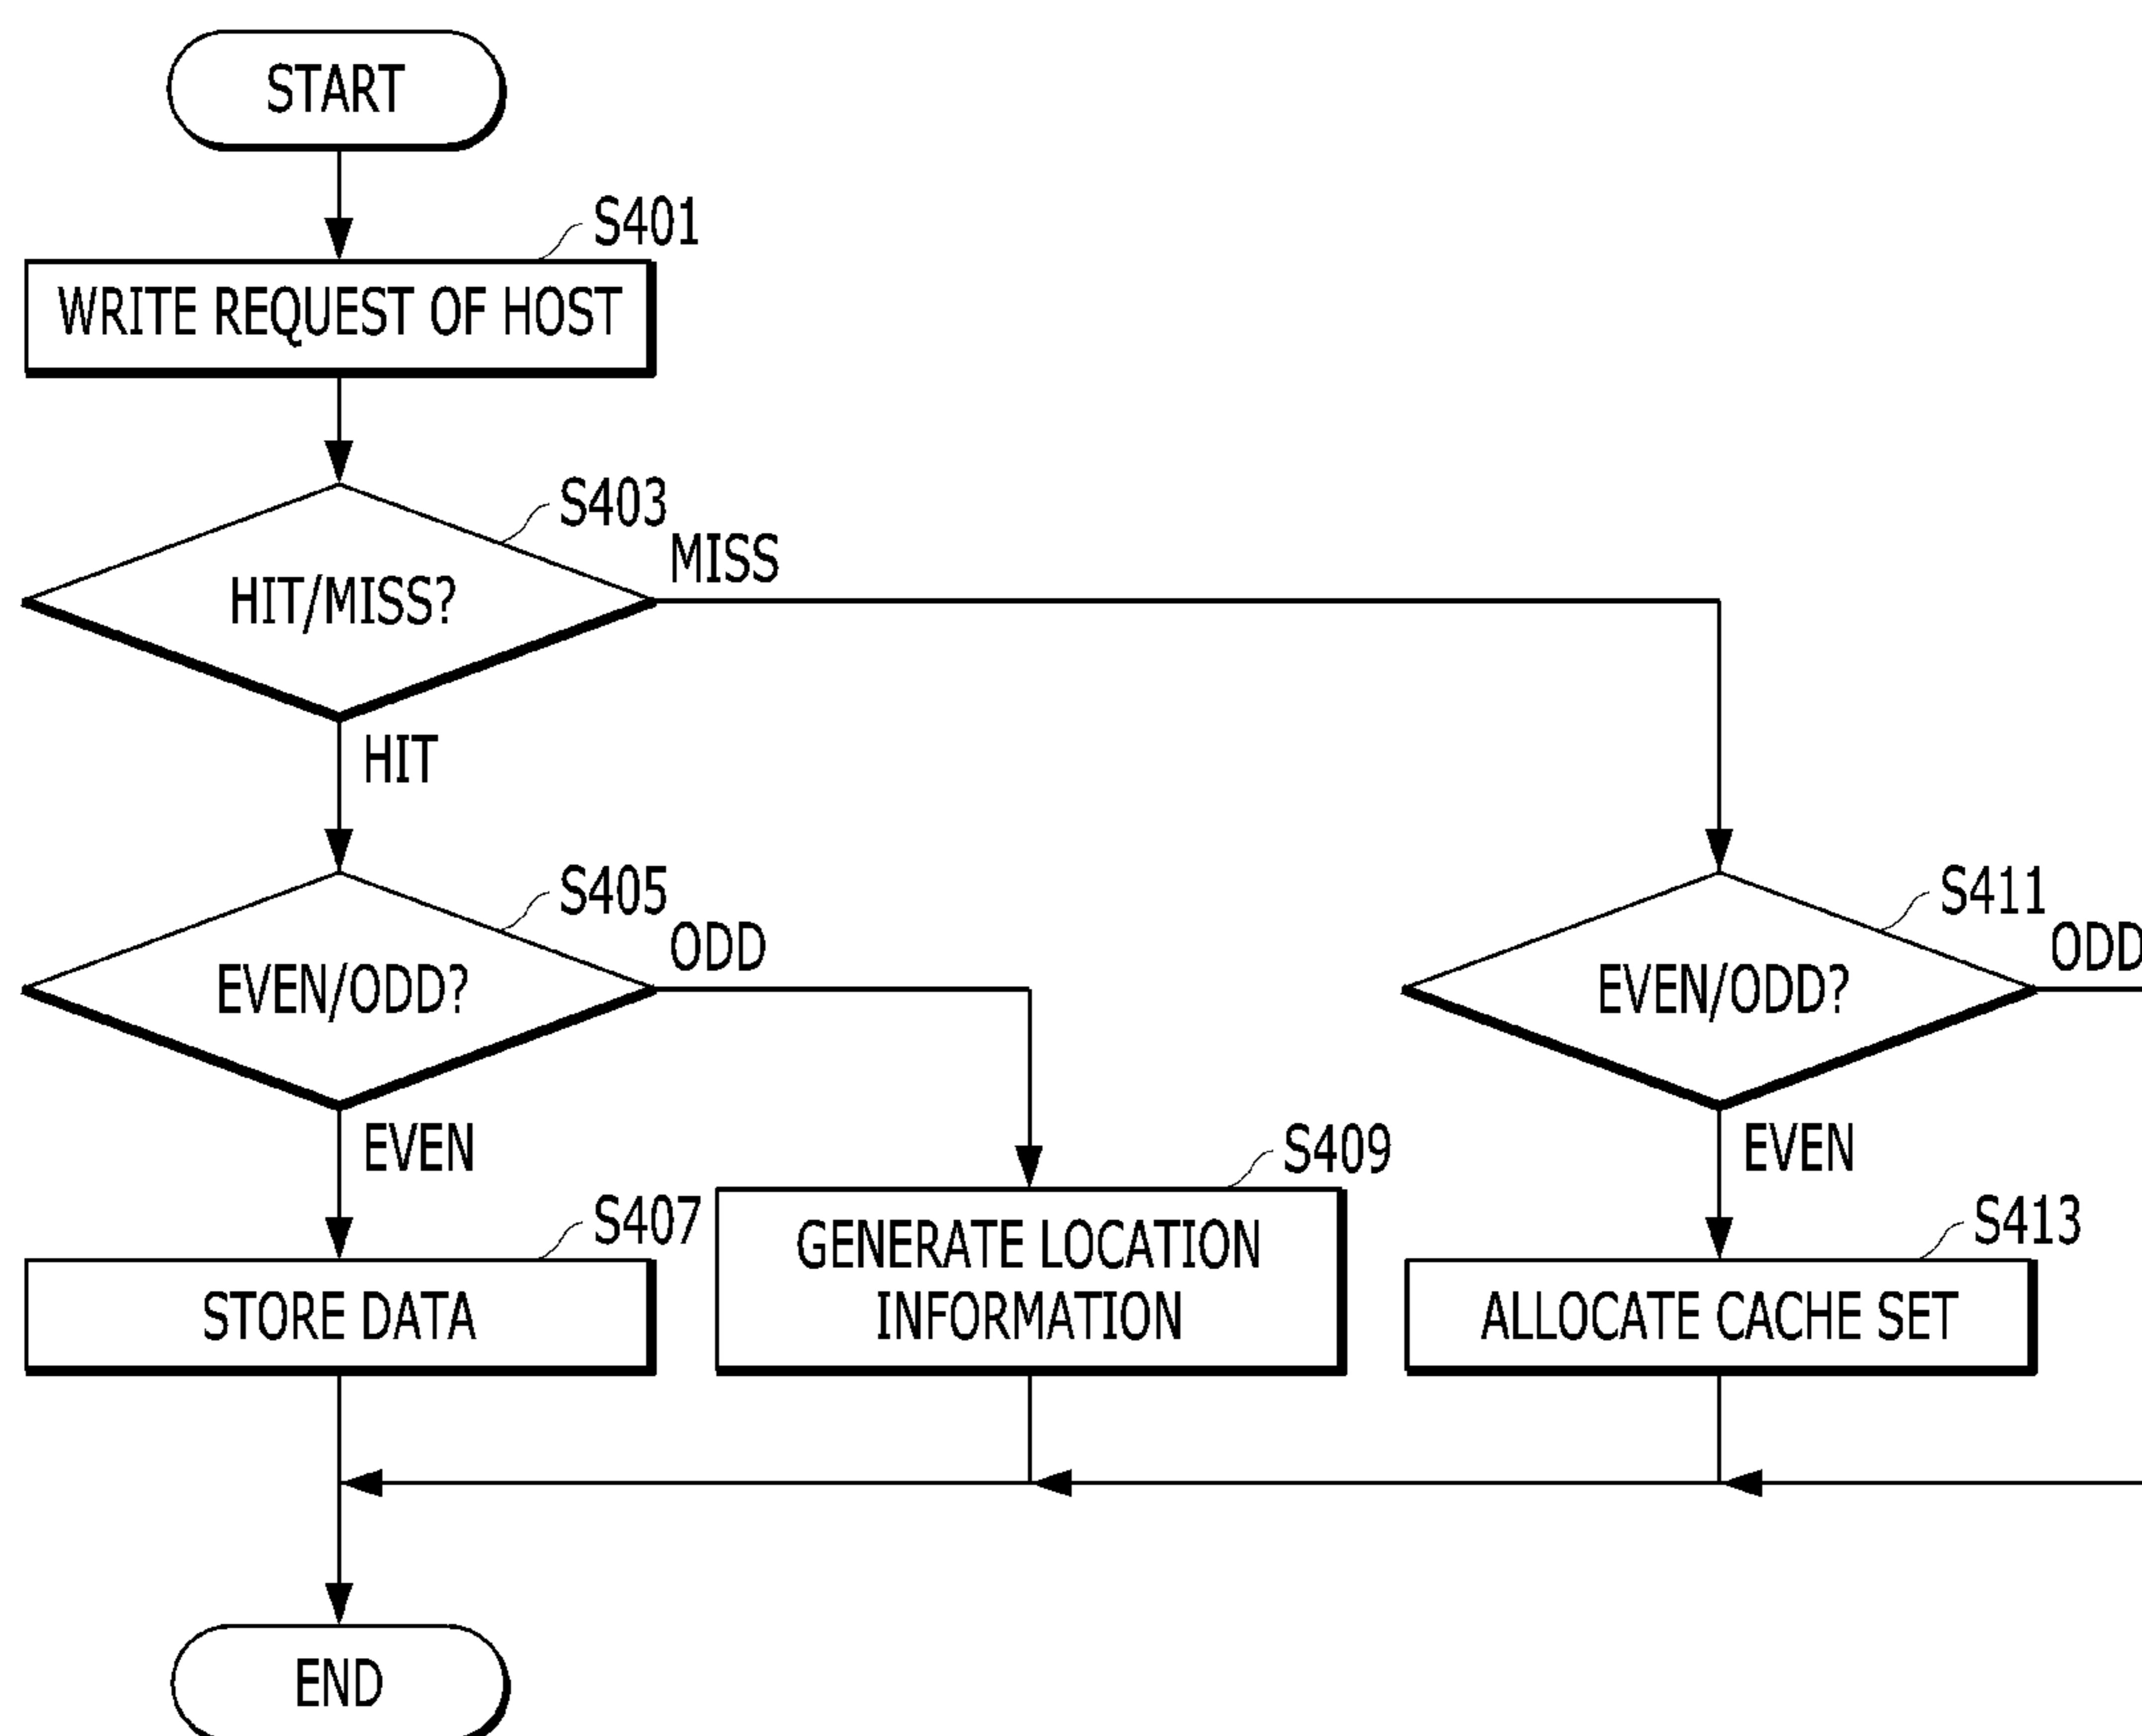 START
S401
WRITE REQUEST OF HOST
S403
MISS
HIT/MISS?
HIT
S405
ODD
EVEN/ODD?
S411
ODD
EVEN/ODD?
EVEN
S409
EVEN
S407
GENERATE LOCATION
INFORMATION
S413
STORE DATA
ALLOCATE CACHE SET
END